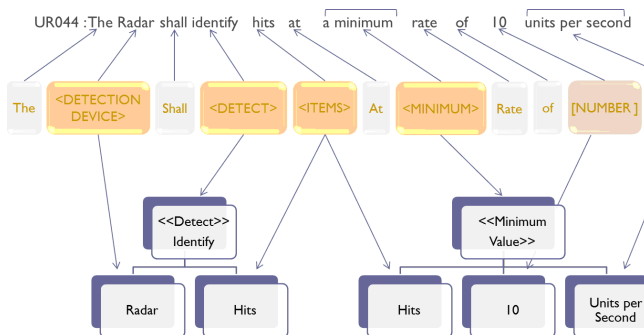 UR044 : The Radar shall identify hits at a minimum rate of 10 units per second
The <DETECTION DEVICE> Shall <DETECT> <ITEMS> At <MINIMUM> Rate of [NUMBER]
<<Detect>>
Identify
<<Minimum
Value>>
Radar
Hits
Hits
10
Units per
Second